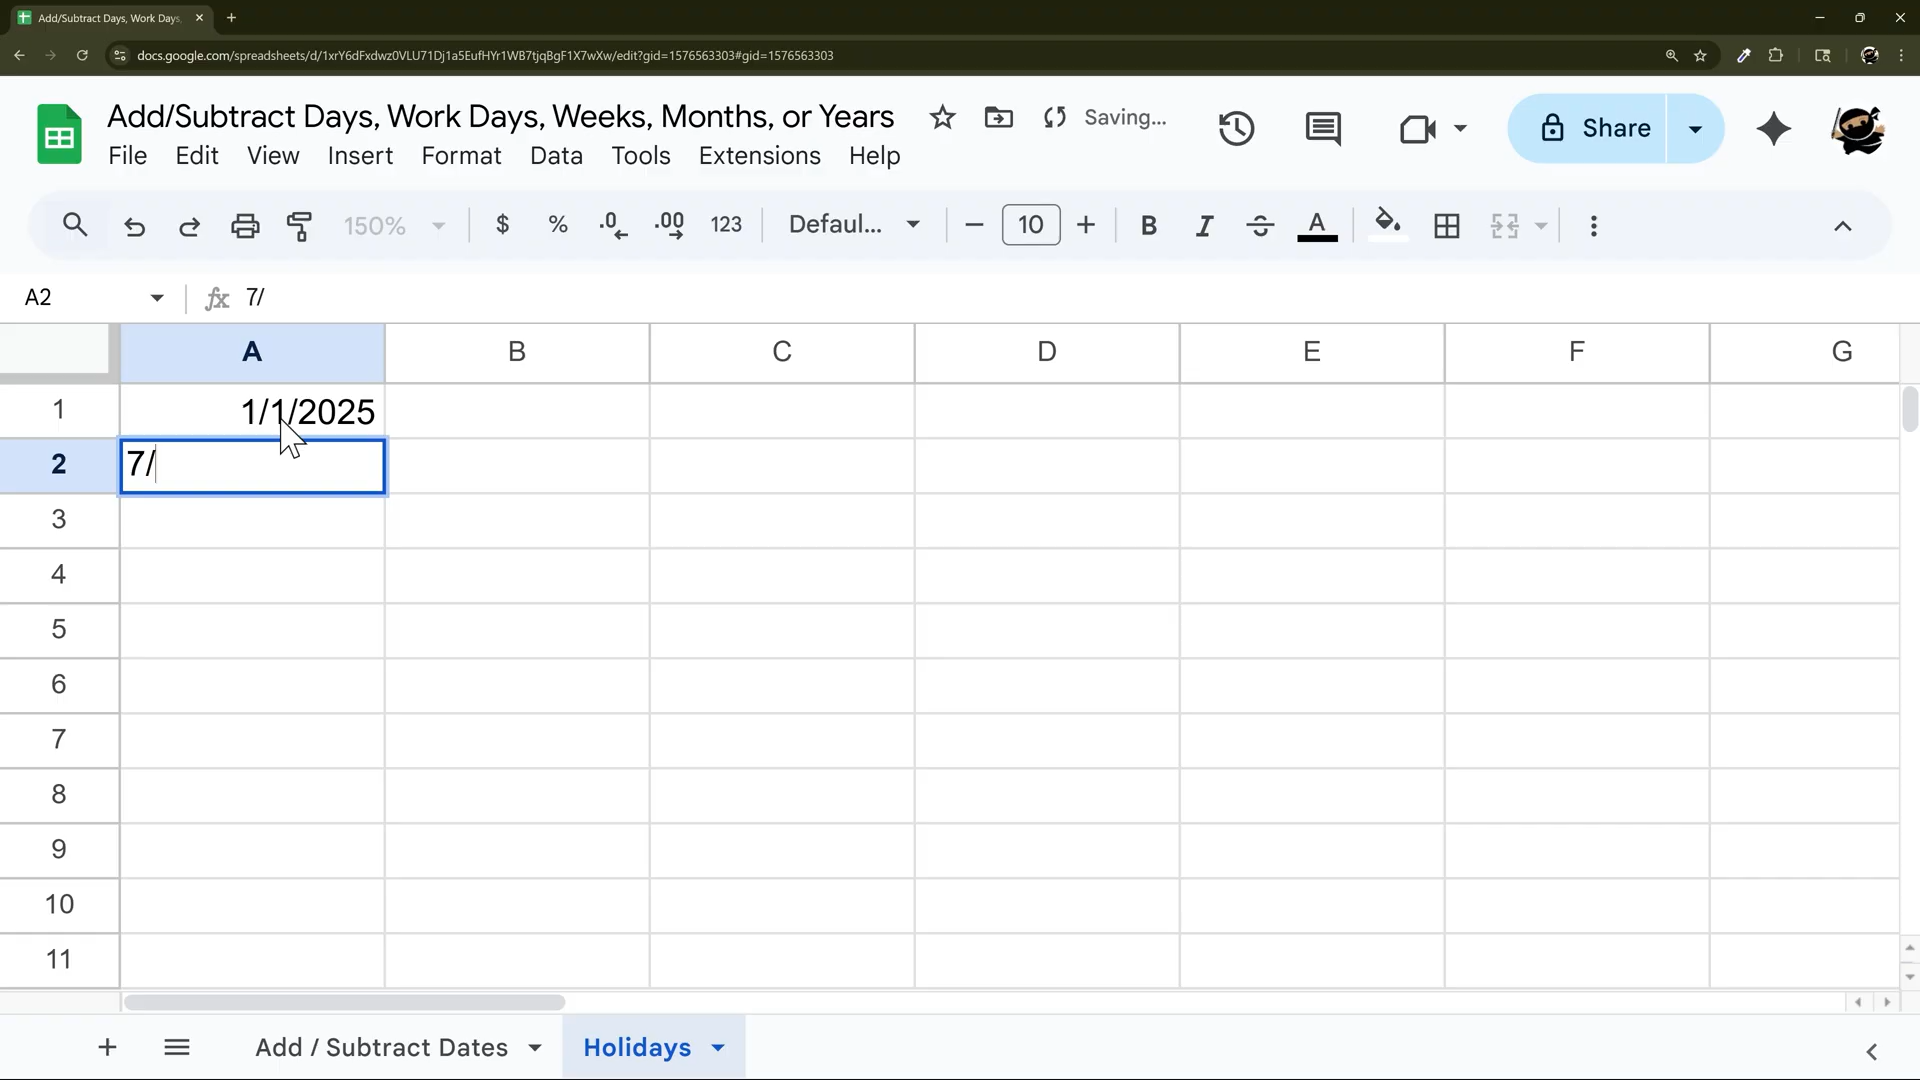 Add/Subtract Days, Work Days,
docs.google.com/spreadsheets/d/1xrY6dFxdwz0VLU71Dj1a5EufHYr1WB7tjqBgF1X7wXw/edit?gid=1576563303#gid=1576563303
Add/Subtract Days, Work Days, Weeks, Months, or Years Saving...
File Edit View Insert Format Data Tools Extensions Help
Share
150% $ % .0 .00 123 Defaul... 10 B I S A
A2 fx 7/
A B C D E F G
1 1/1/2025
2 7/
3
4
5
6
7
8
9
10
11
Add / Subtract Dates Holidays